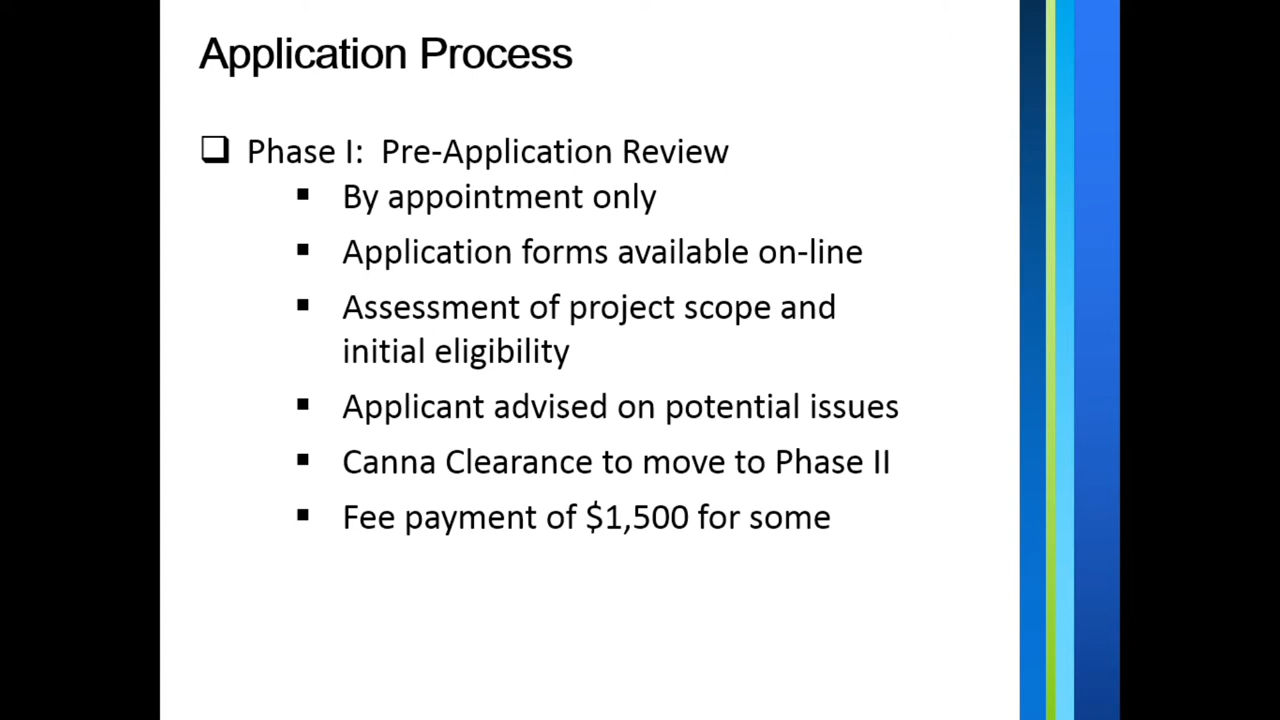 Application Process
Phase I: Pre-Application Review
By appointment only
Application forms available on-line
Assessment of project scope and
initial eligibility
Applicant advised on potential issues
Canna Clearance to move to Phase II
Fee payment of $1,500 for some